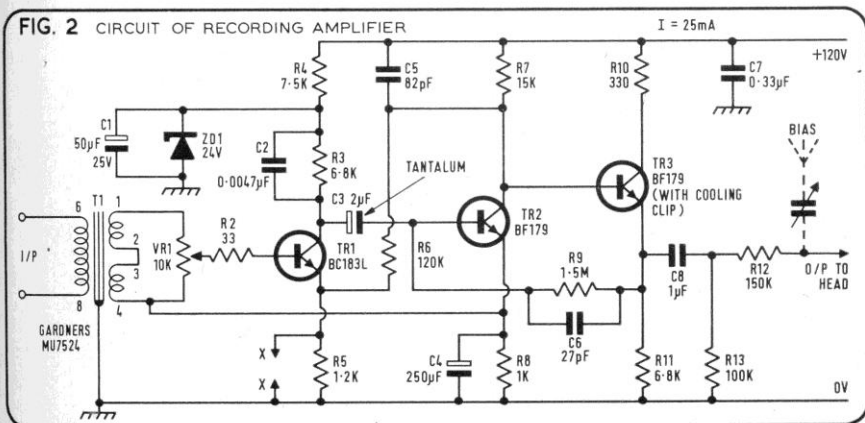 FIG. 2 CIRCUIT OF RECORDING AMPLIFIER
I = 25mA
+120V
R4
7·5K
C5
82pF
R7
15K
R10
330
C7
0·33μF
C1
50μF
25V
ZD1
24V
C2
0·0047μF
R3
6·8K
BIAS
C3 2μF
TANTALUM
TR3
BF179
(WITH COOLING
CLIP)
T1
6
1
2
3
4
8
I/P
VR1
10K
R2
33
TR1
BC183L
R6
120K
TR2
BF179
R9
1·5M
C6
27pF
C8
1μF
R12
150K
O/P TO
HEAD
GARDNERS
MU7524
X
X
R5
1·2K
C4
250μF
R8
1K
R11
6·8K
R13
100K
0V